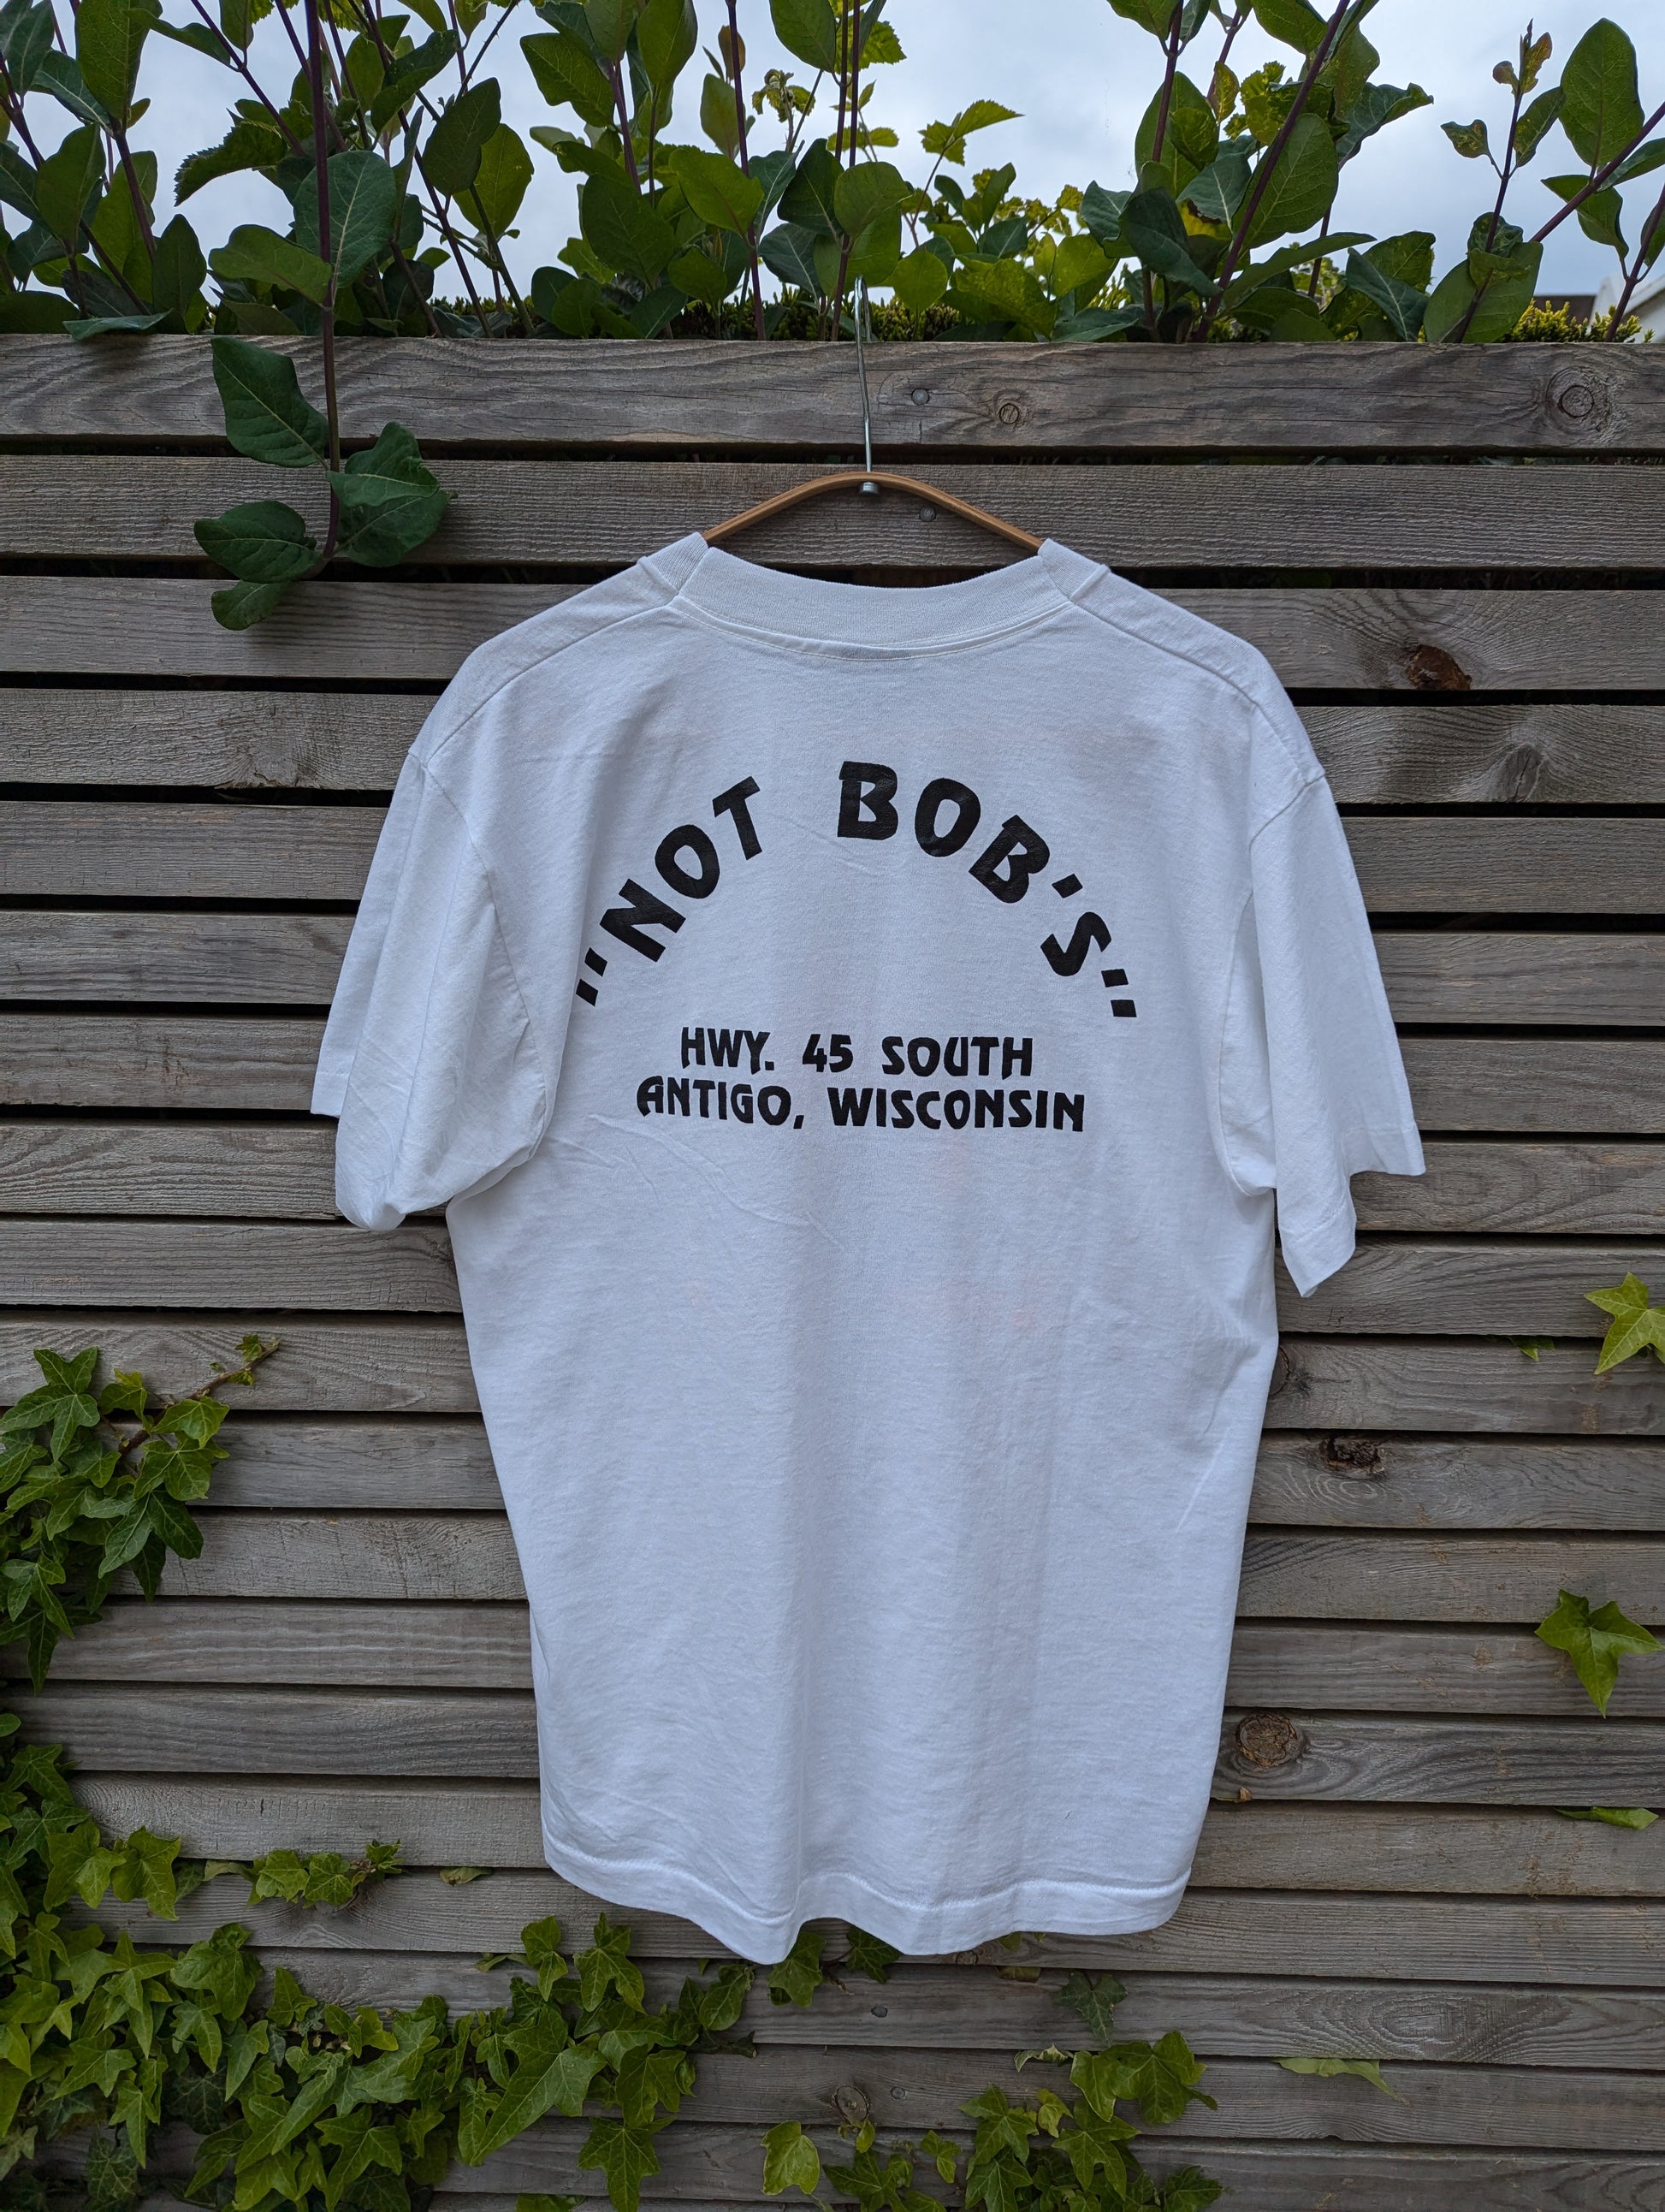 "NOT BOB'S"
HWY. 45 SOUTH
ANTIGO, WISCONSIN